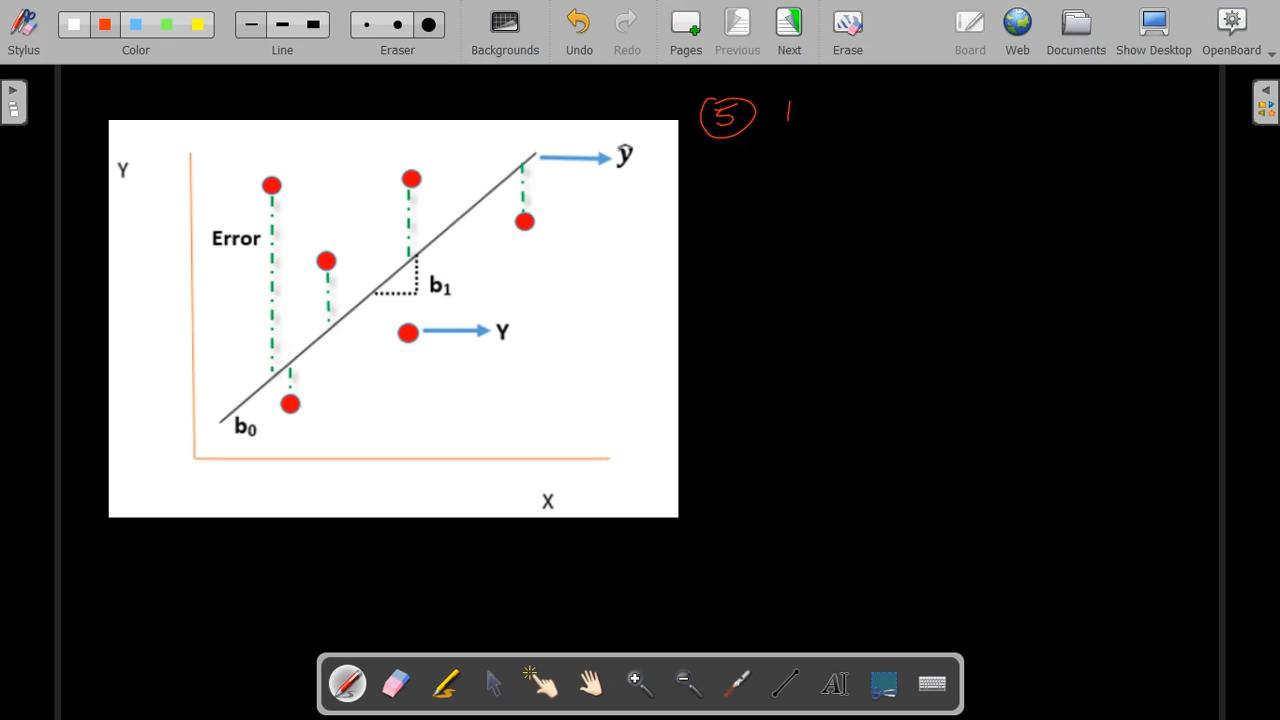 Stylus Color Line Eraser Backgrounds Undo Redo Pages Previous Next Erase Board Web Documents Show Desktop OpenBoard
5 1
Y
ŷ
Error
b₁
Y
b₀
X
AI